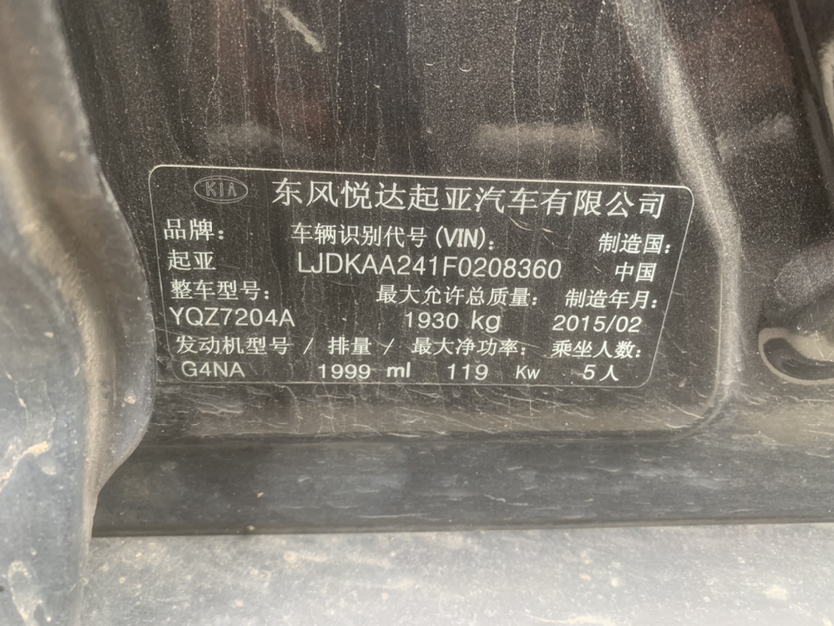 KIA 东风悦达起亚汽车有限公司
品牌： 车辆识别代号(VIN)： 制造国：
起亚 LJDKAA241F0208360 中国
整车型号： 最大允许总质量： 制造年月：
YQZ7204A 1930 kg 2015/02
发动机型号 / 排量 / 最大净功率： 乘坐人数：
G4NA 1999 ml 119 Kw 5人